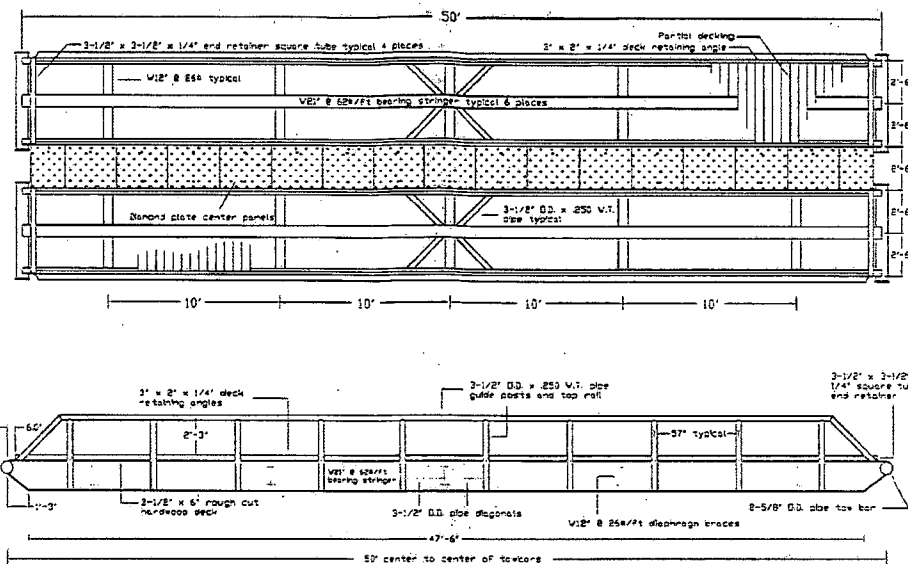 50'
3-1/2" x 3-1/2" x 1/4" end retainer square tube typical 4 places
Partial decking
3" x 2" x 1/4" deck retaining angle
W12" @ 26# typical
W21" @ 62#/ft bearing stringer typical 6 places
2'-6
2'-6
2'-6
2'-6
2'-6
Diamond plate center panels
3-1/2" O.D. x .250 W.T.
pipe typical
10'
10'
10'
10'
3" x 2" x 1/4" deck
retaining angles
3-1/2" O.D. x .250 W.T. pipe
guide posts and top rail
3-1/2" x 3-1/2"
1/4" square tu
end retainer
6.0"
2'-3"
57" typical
W21" @ 62#/ft
bearing stringer
1'-3"
3-1/2" x 6" rough cut
hardwood deck
3-1/2" O.D. pipe diagonals
W12" @ 26#/ft diaphragm braces
2-5/8" O.D. pipe tow bar
47'-6"
50' center to center of towbars